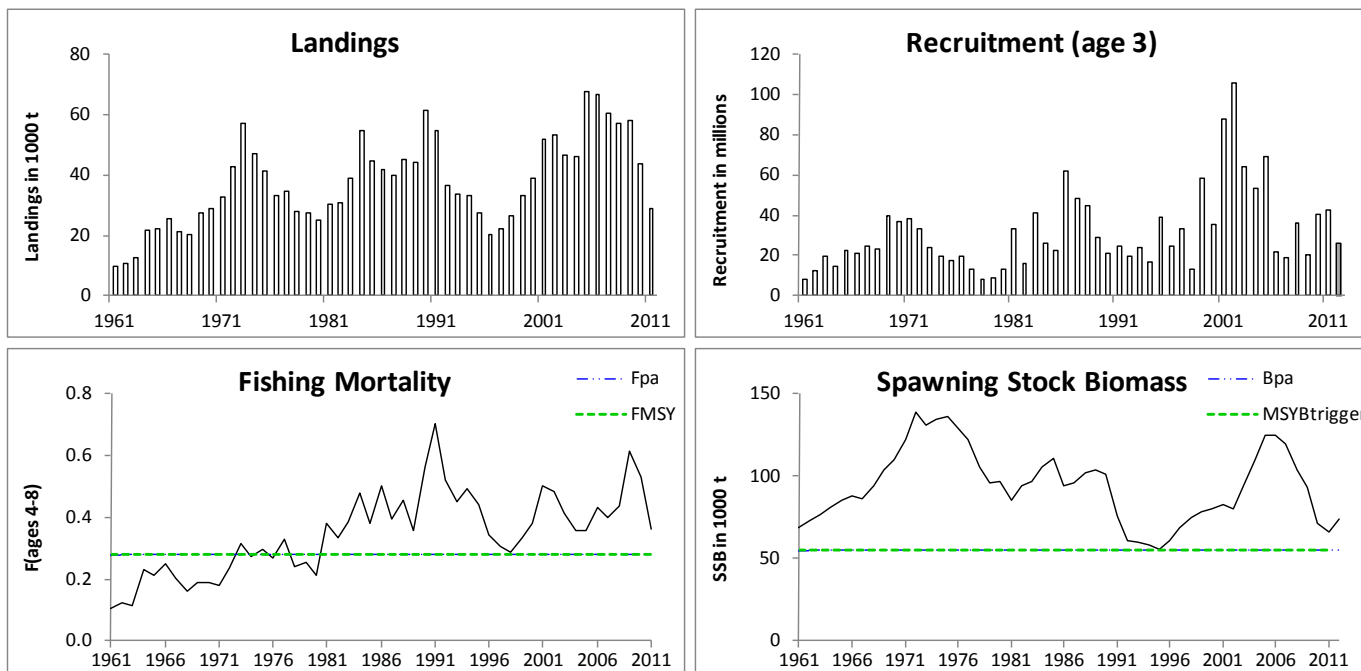 Landings
Landings in 1000 t
80
60
40
20
0
1961 1971 1981 1991 2001 2011
Recruitment (age 3)
Recruitment in millions
120
100
80
60
40
20
0
1961 1971 1981 1991 2001 2011
Fishing Mortality
Fpa
FMSY
F(ages 4-8)
0.8
0.6
0.4
0.2
0.0
1961 1966 1971 1976 1981 1986 1991 1996 2001 2006 2011
Spawning Stock Biomass
Bpa
MSYBtrigger
SSB in 1000 t
150
100
50
0
1961 1966 1971 1976 1981 1986 1991 1996 2001 2006 2011